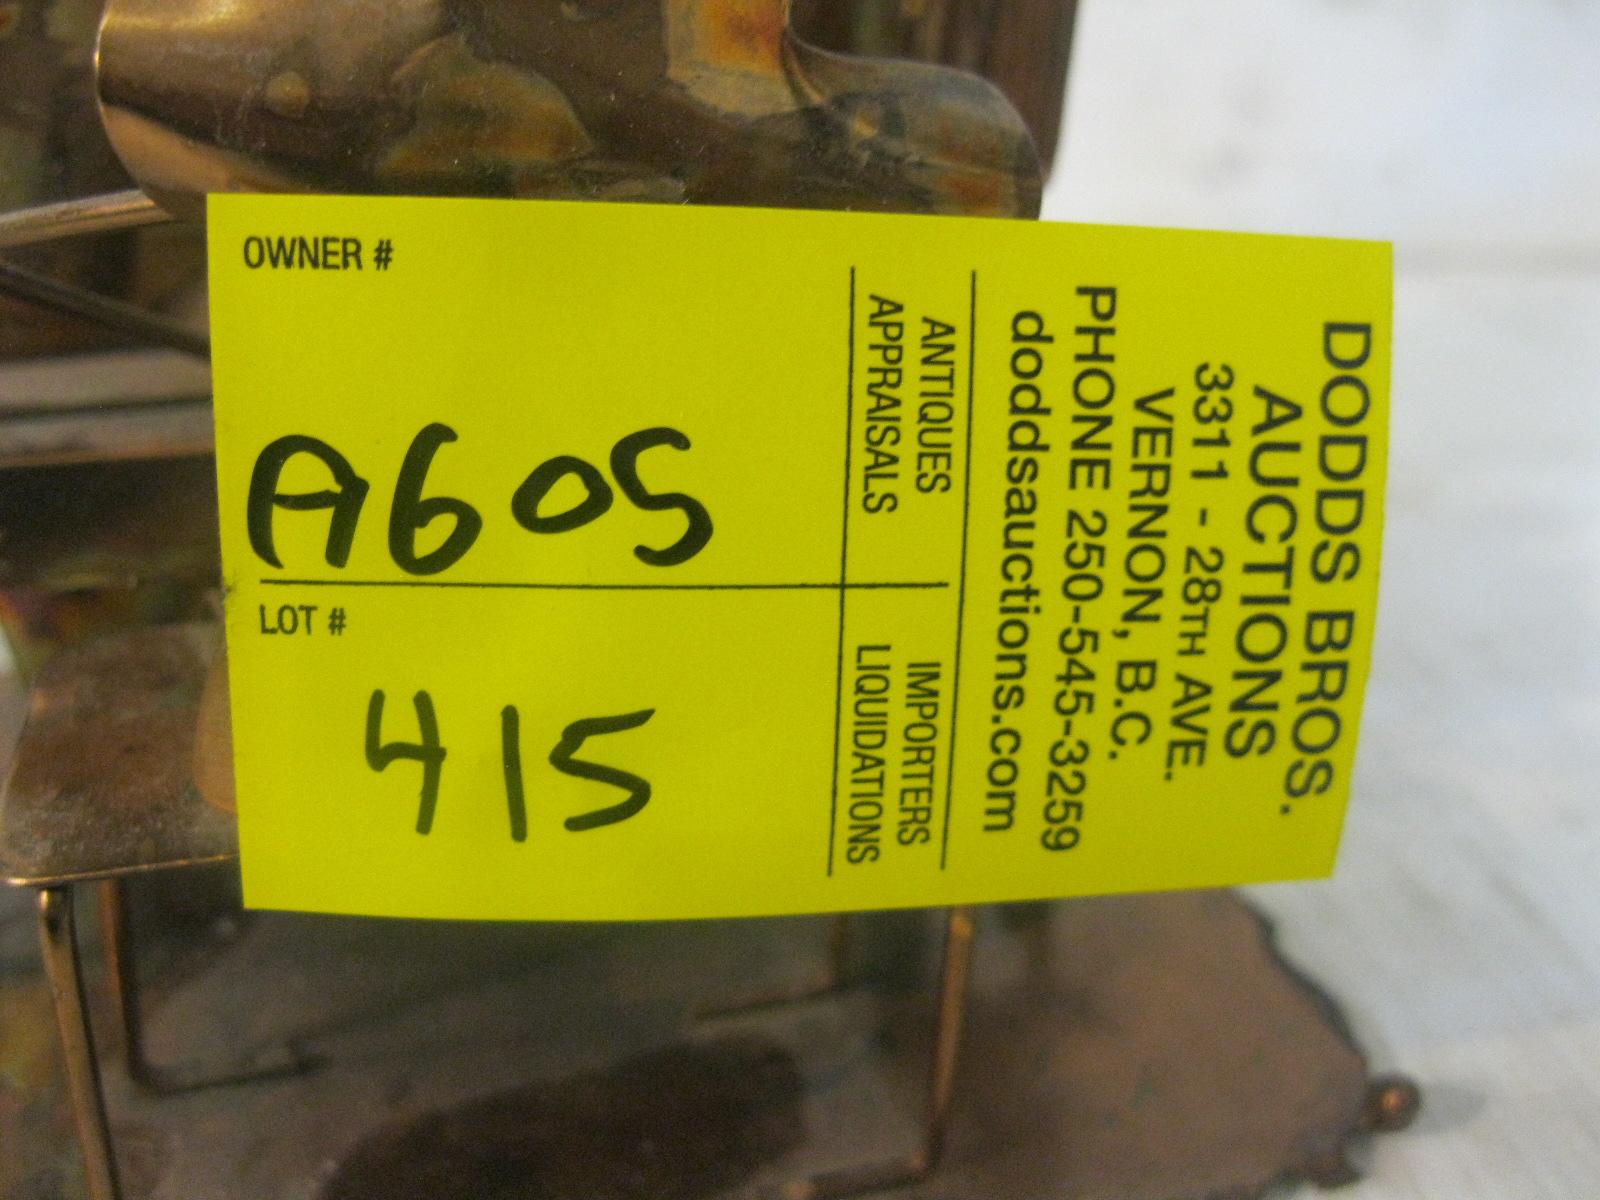 OWNER #
A605
LOT #
415
ANTIQUES
APPRAISALS
IMPORTERS
LIQUIDATIONS
DODDS BROS.
AUCTIONS
3311 - 28TH AVE.
VERNON, B.C.
PHONE 250-545-3259
doddsauctions.com